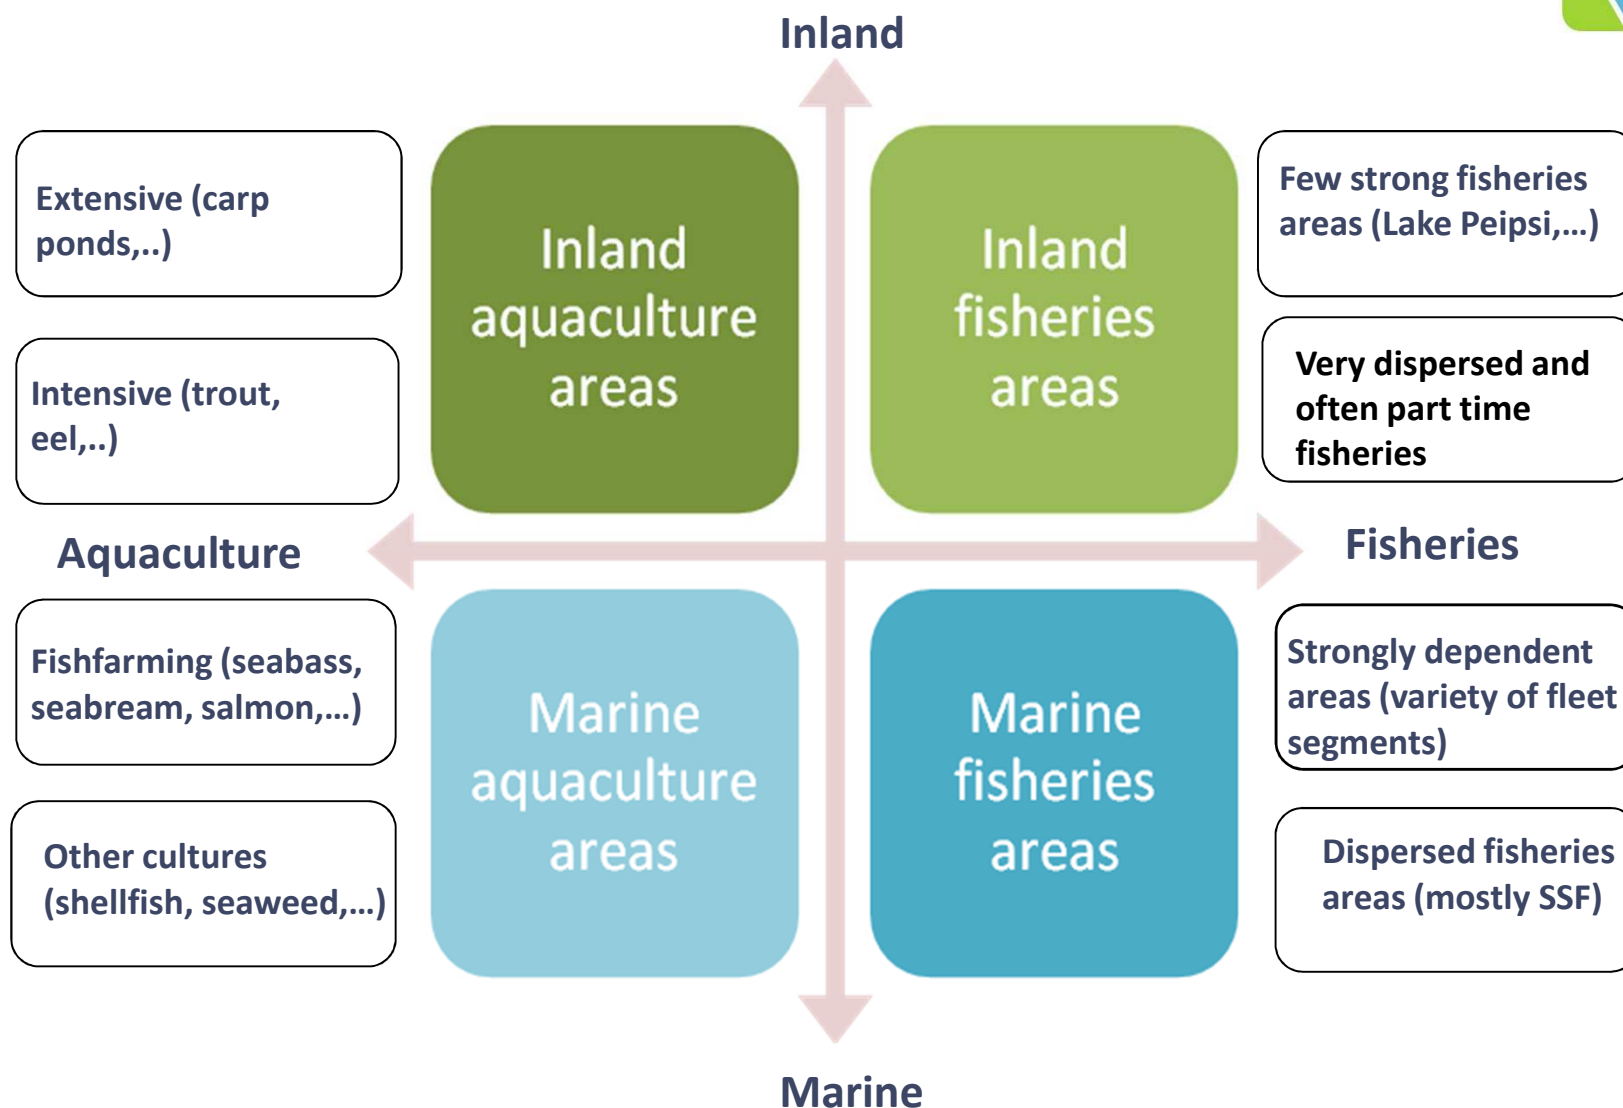 Inland
Extensive (carp
ponds,..)
Intensive (trout,
eel,..)
Inland
aquaculture
areas
Inland
fisheries
areas
Few strong fisheries
areas (Lake Peipsi,...)
Very dispersed and
often part time
fisheries
Aquaculture
Fisheries
Fishfarming (seabass,
seabream, salmon,...)
Other cultures
(shellfish, seaweed,...)
Marine
aquaculture
areas
Marine
fisheries
areas
Strongly dependent
areas (variety of fleet
segments)
Dispersed fisheries
areas (mostly SSF)
Marine